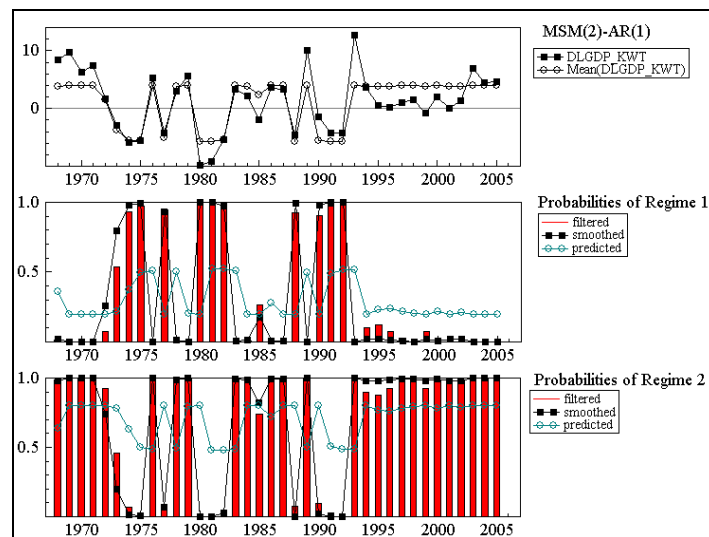 MSM(2)-AR(1)
DLGDP_KWT
Mean(DLGDP_KWT)
10
0
1970 1975 1980 1985 1990 1995 2000 2005
Probabilities of Regime 1
filtered
smoothed
predicted
1.0
0.5
1970 1975 1980 1985 1990 1995 2000 2005
Probabilities of Regime 2
filtered
smoothed
predicted
1.0
0.5
1970 1975 1980 1985 1990 1995 2000 2005